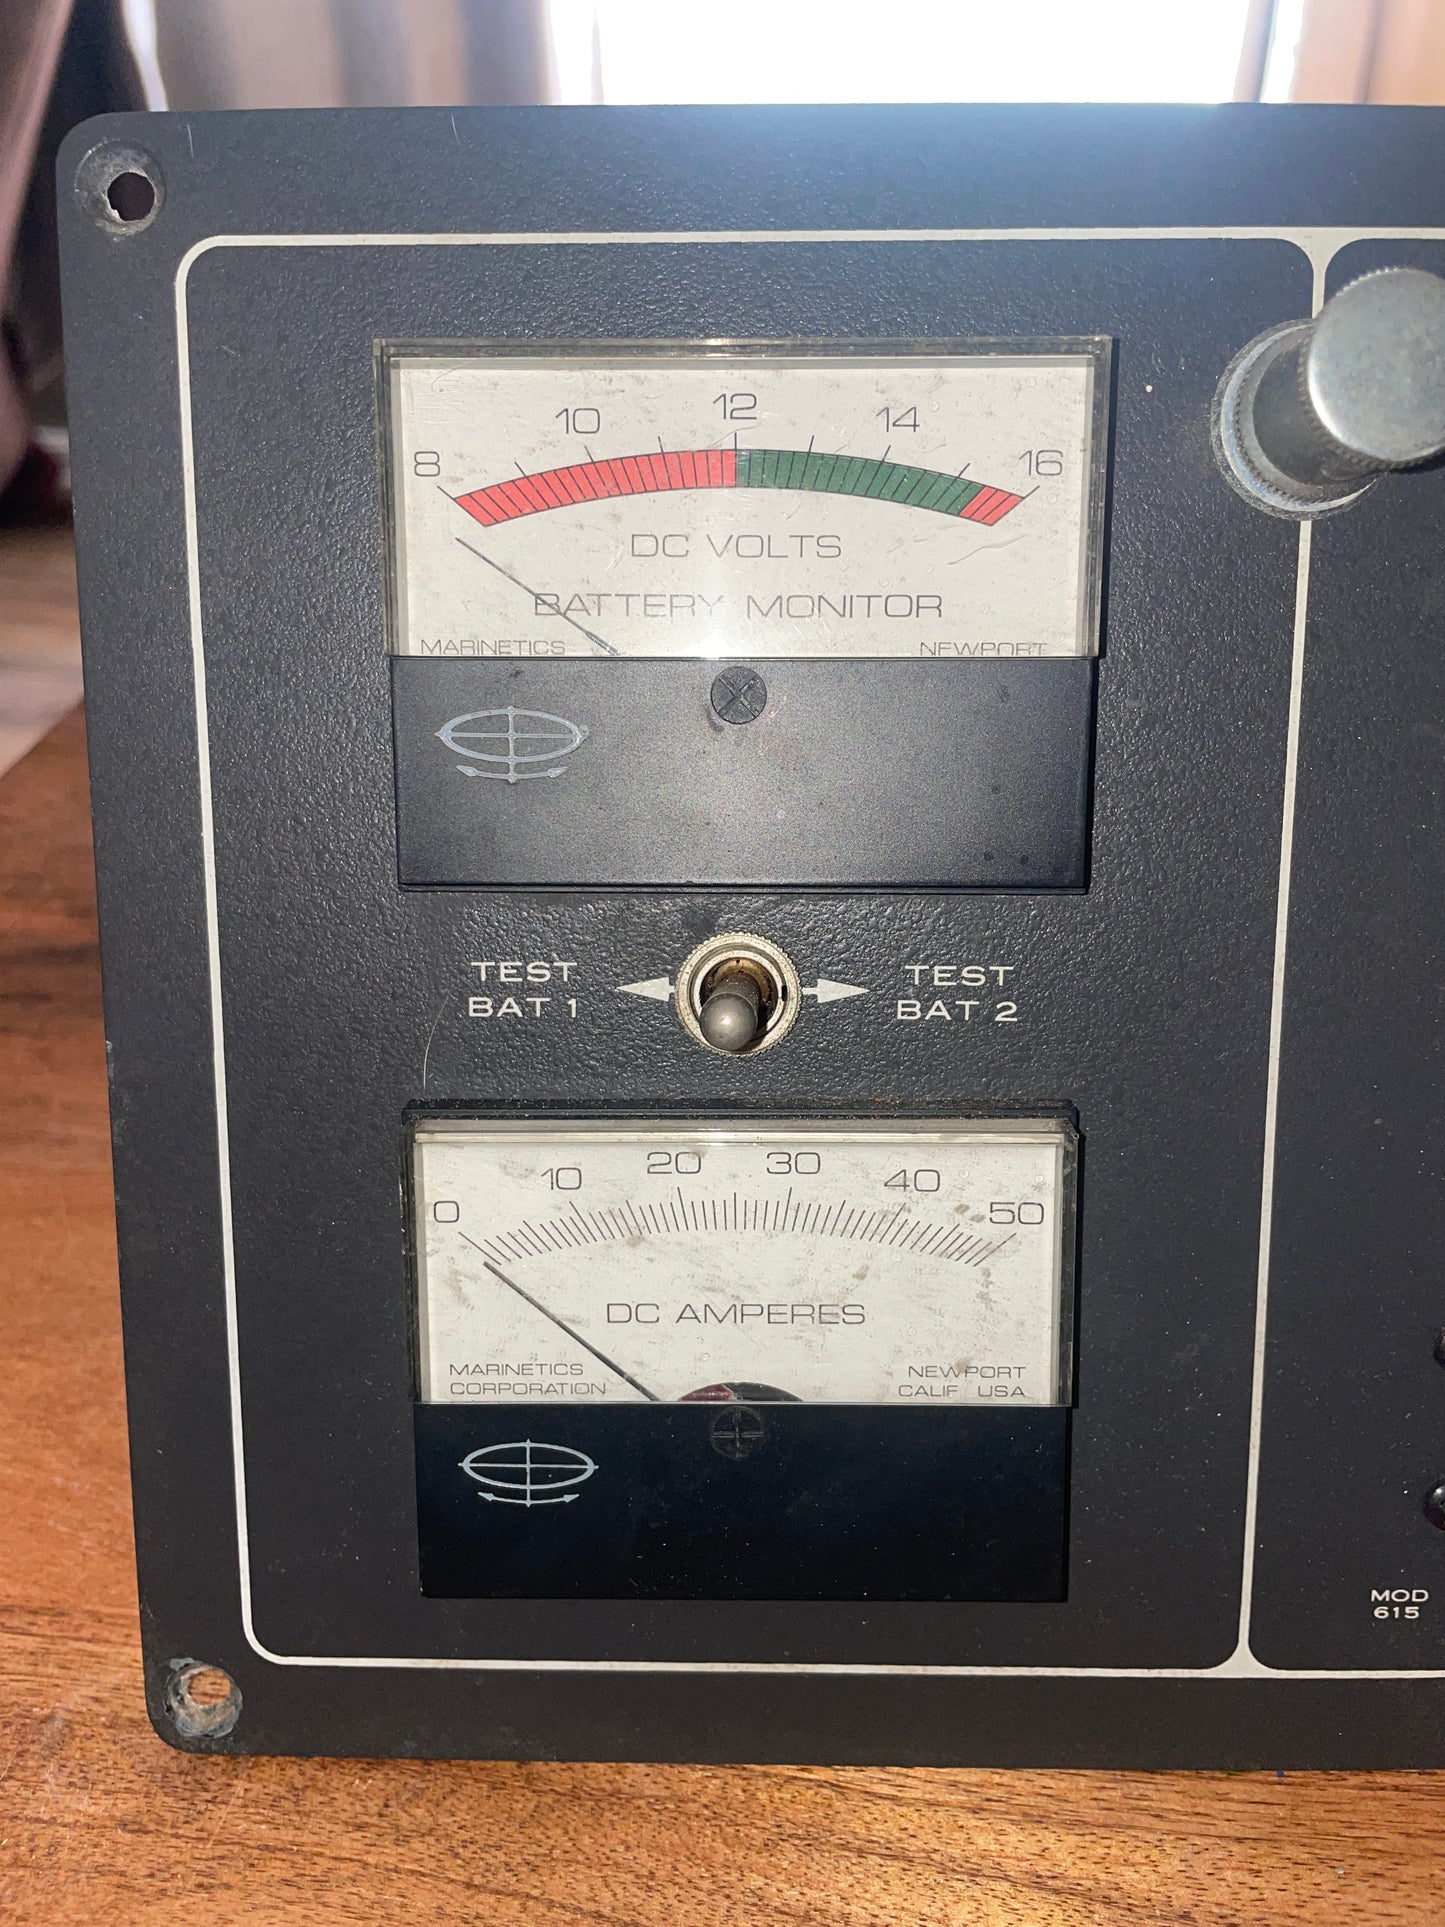 8 10 12 14 16
DC VOLTS
BATTERY MONITOR
MARINETICS NEWPORT
TEST TEST
BAT 1 BAT 2
0 10 20 30 40 50
DC AMPERES
MARINETICS NEWPORT
CORPORATION CALIF USA
MOD
615